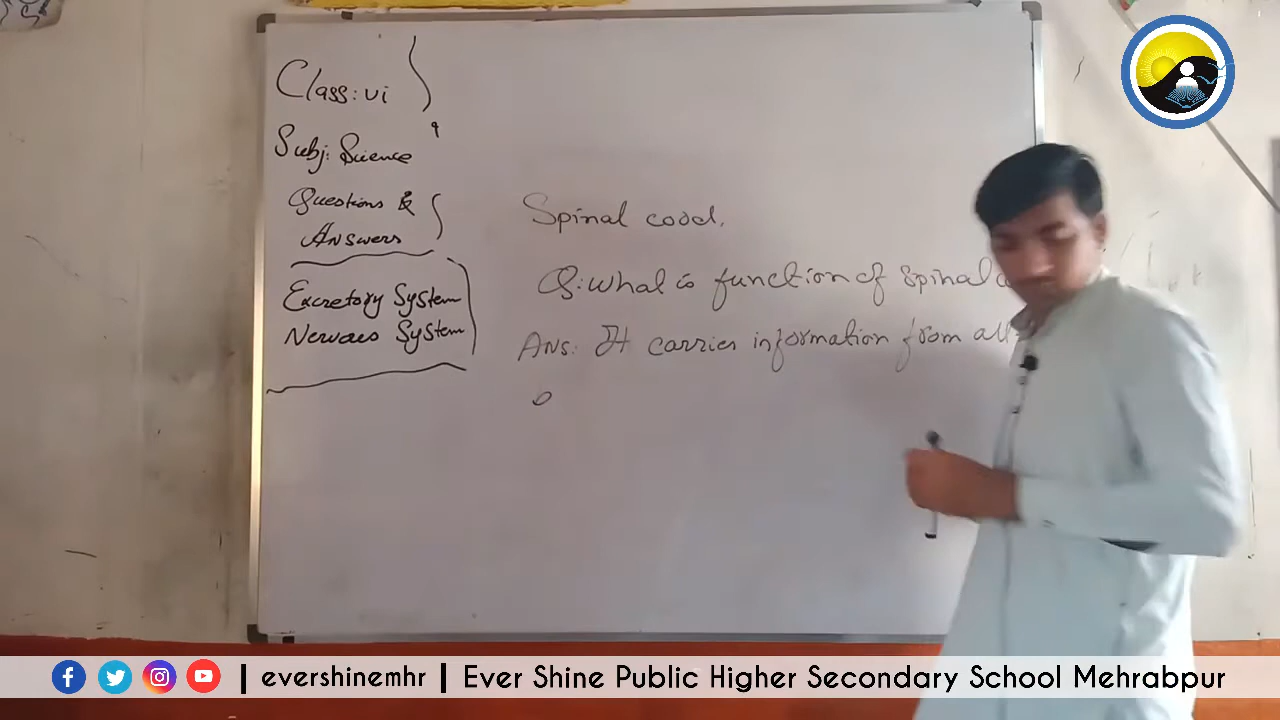 Class: vi
Subj: Science
Questions &
Answers
Excretory System
Nervous System
Spinal cood.
Q: What is function of Spinal
Ans: It carries information from all
o
| evershinemhr | Ever Shine Public Higher Secondary School Mehrabpur